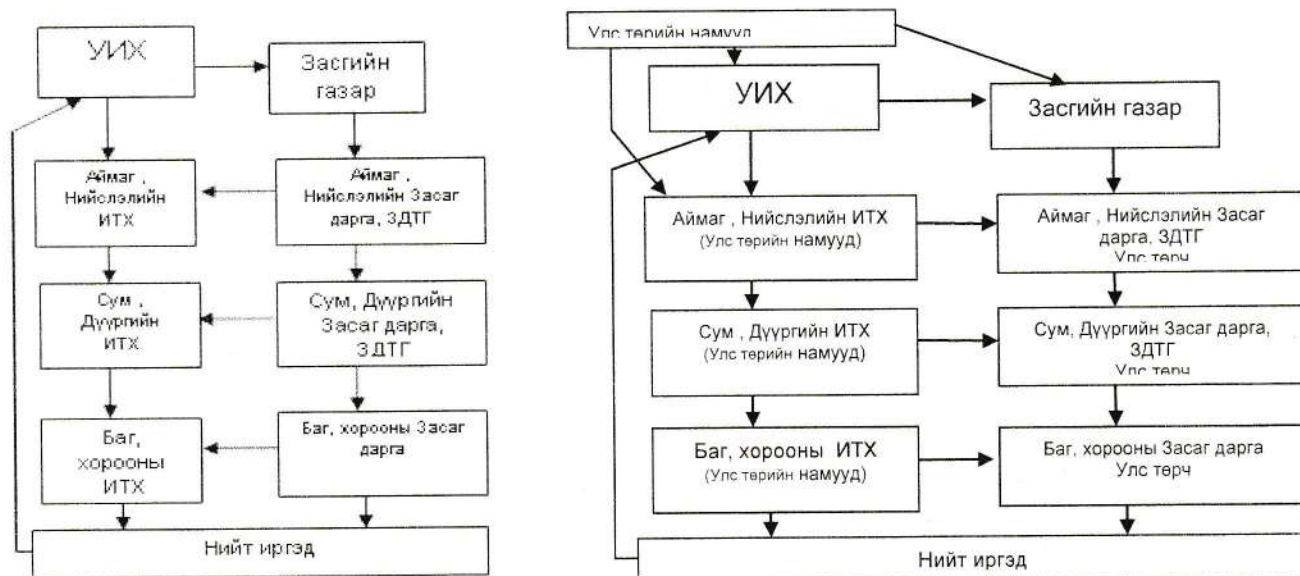 УИХ
Засгийн
газар
Аймаг ,
Нийслэлийн
ИТХ
Аймаг ,
Нийслэлийн Засаг
дарга, ЗДТГ
Сум ,
Дүүргийн
ИТХ
Сум, Дүүргийн
Засаг дарга,
ЗДТГ
Баг,
хорооны
ИТХ
Баг, хорооны Засаг
дарга
Нийт иргэд
Улс төрийн намууд
УИХ
Засгийн газар
Аймаг , Нийслэлийн ИТХ
(Улс төрийн намууд)
Аймаг , Нийслэлийн Засаг
дарга, ЗДТГ
Улс төрч
Сум , Дүүргийн ИТХ
(Улс төрийн намууд)
Сум, Дүүргийн Засаг дарга,
ЗДТГ
Улс төрч
Баг, хорооны ИТХ
(Улс төрийн намууд)
Баг, хорооны Засаг дарга
Улс төрч
Нийт иргэд